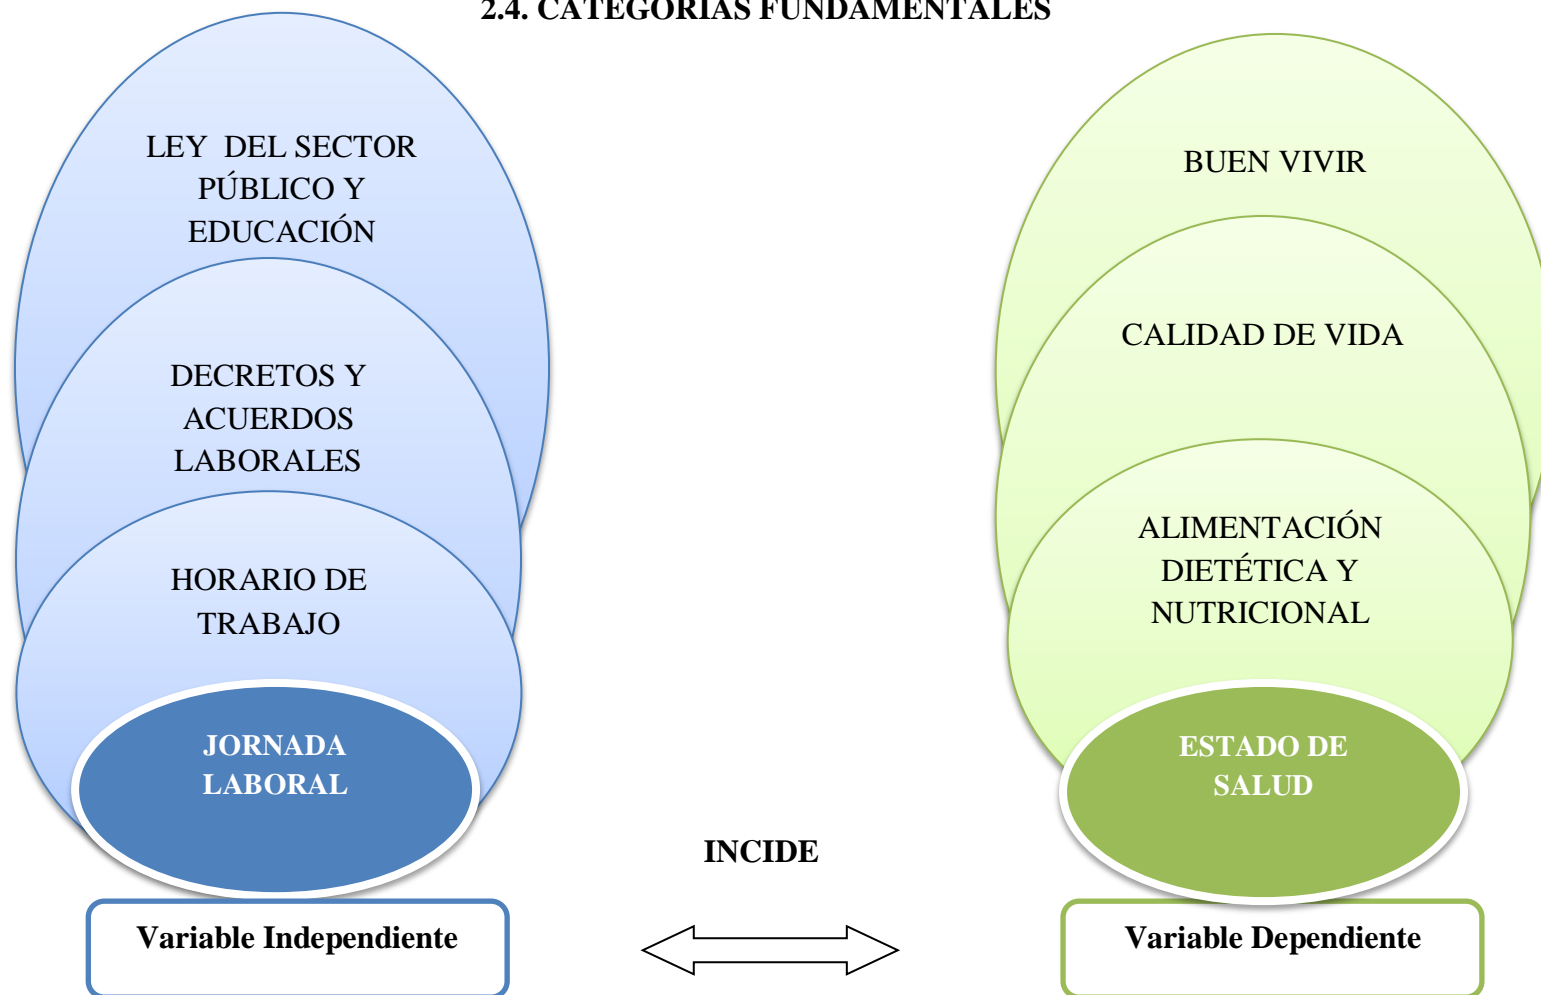 2.4. CATEGORÍAS FUNDAMENTALES
LEY DEL SECTOR
PÚBLICO Y
EDUCACIÓN
DECRETOS Y
ACUERDOS
LABORALES
HORARIO DE
TRABAJO
JORNADA
LABORAL
Variable Independiente
INCIDE
BUEN VIVIR
CALIDAD DE VIDA
ALIMENTACIÓN
DIETÉTICA Y
NUTRICIONAL
ESTADO DE
SALUD
Variable Dependiente